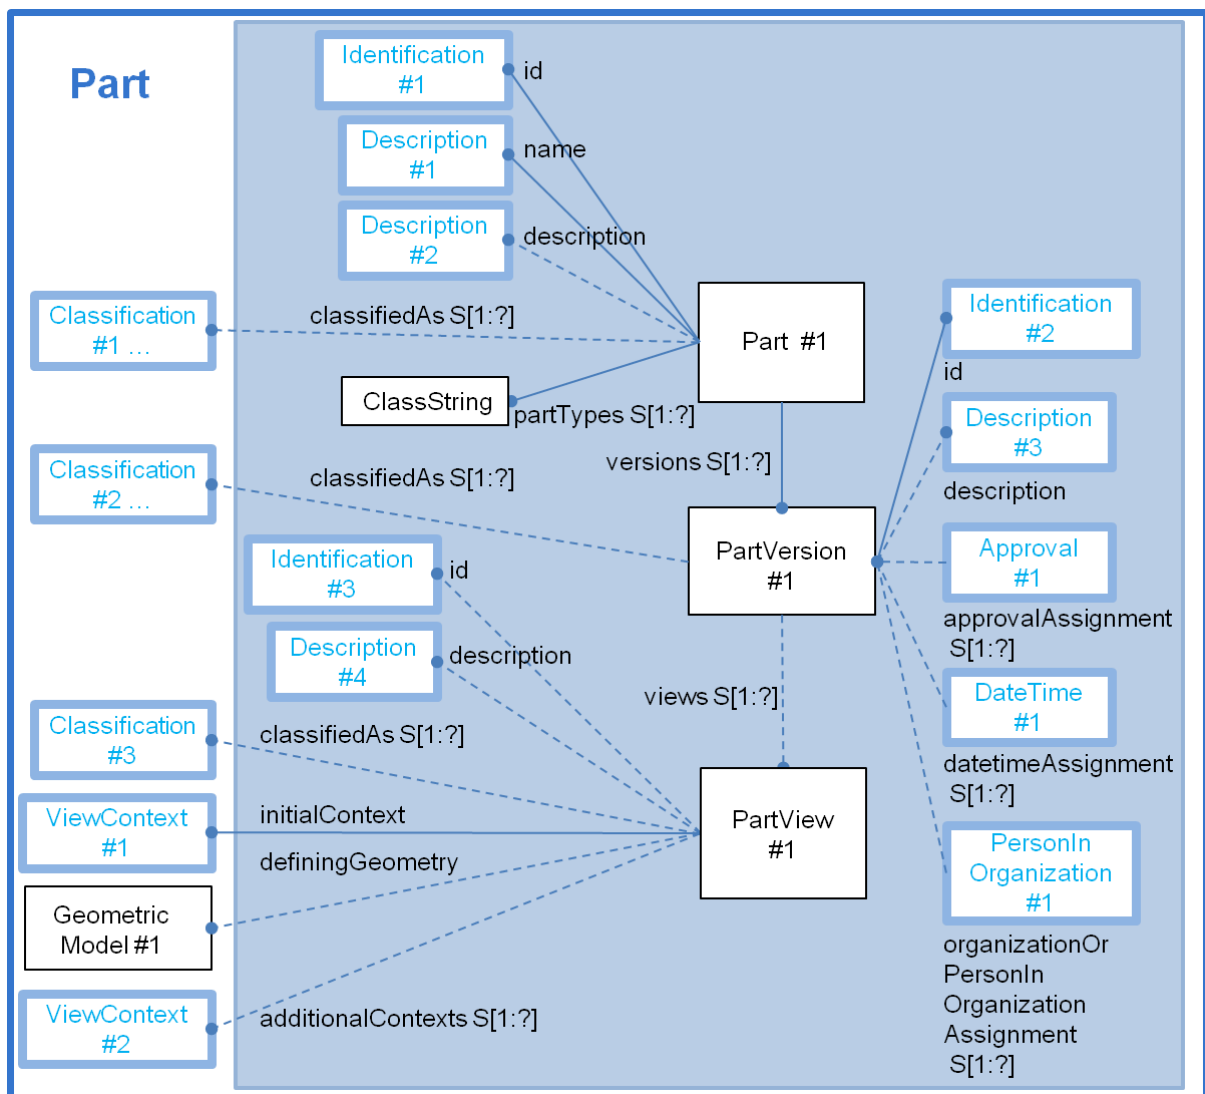 Part
Identification
#1
id
Description
#1
name
Description
#2
description
Classification
#1 ...
classifiedAs S[1:?]
Part  #1
ClassString
partTypes S[1:?]
Identification
#2
id
Description
#3
description
versions S[1:?]
Classification
#2 ...
classifiedAs S[1:?]
PartVersion
#1
Approval
#1
approvalAssignment
S[1:?]
Identification
#3
id
Description
#4
description
views S[1:?]
DateTime
#1
datetimeAssignment
S[1:?]
Classification
#3
classifiedAs S[1:?]
ViewContext
#1
initialContext
PartView
#1
definingGeometry
Geometric
Model #1
ViewContext
#2
additionalContexts S[1:?]
PersonIn
Organization
#1
organizationOr
PersonIn
Organization
Assignment
S[1:?]